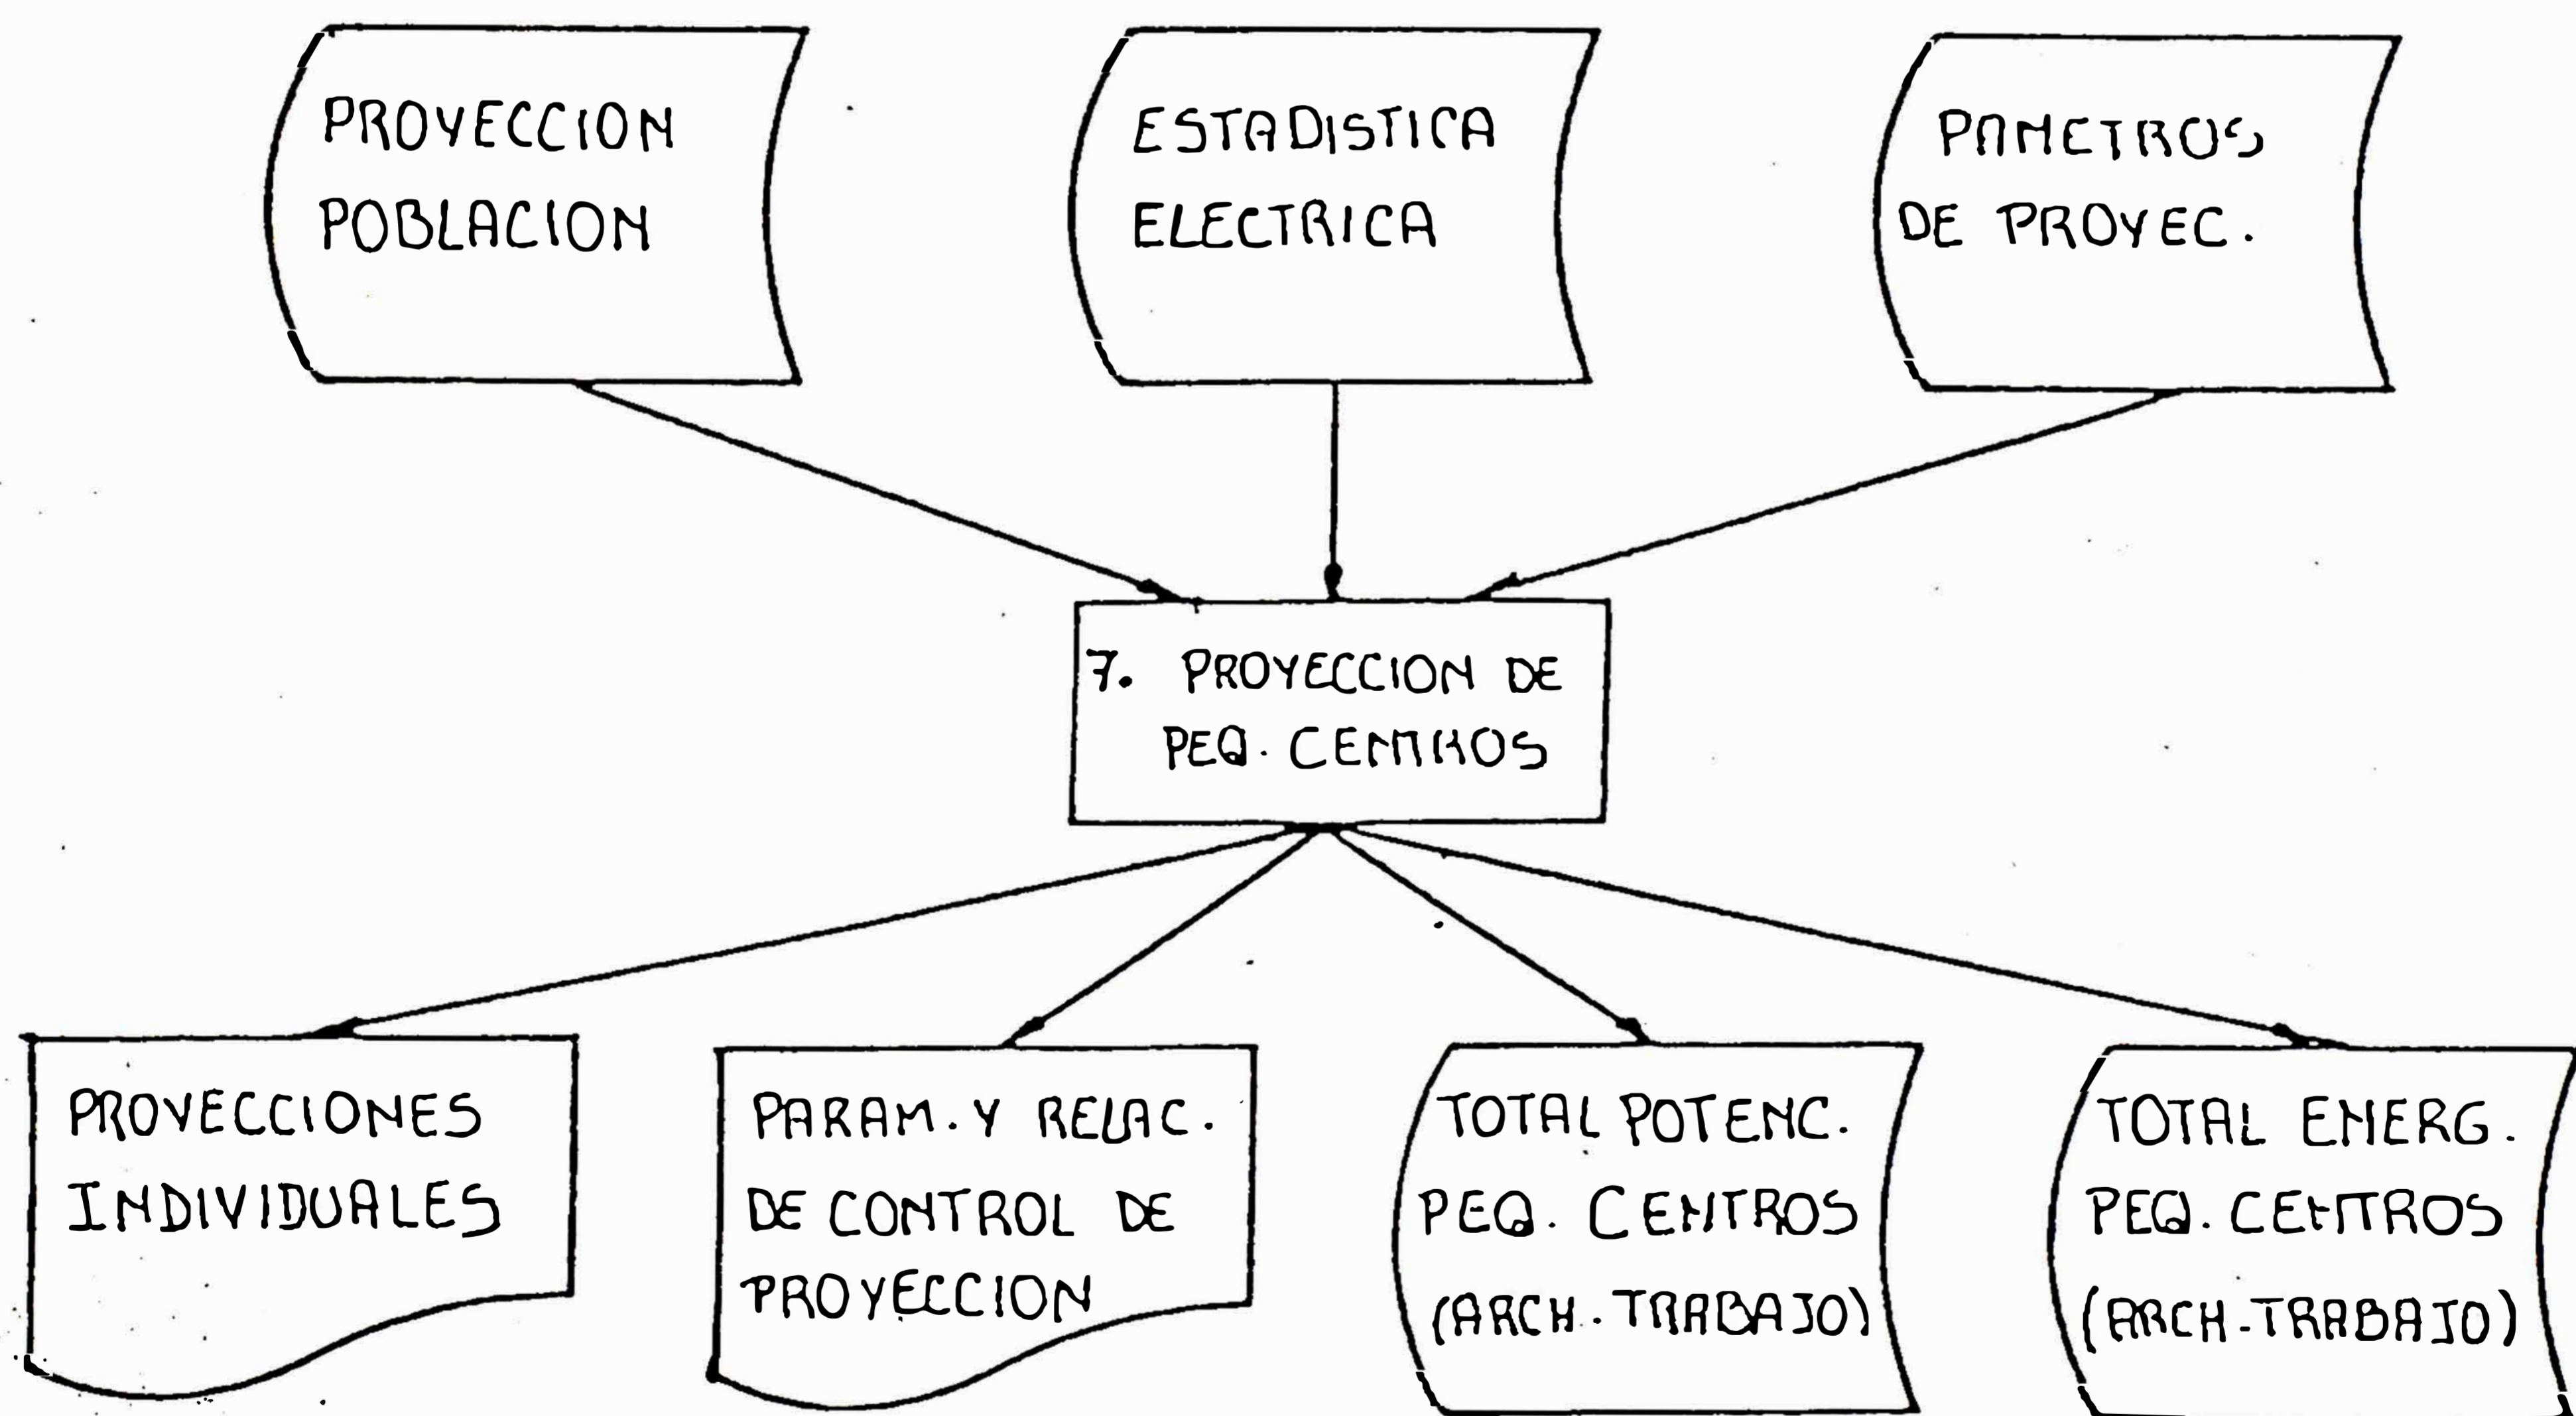 PROYECCION
POBLACION
ESTADISTICA
ELECTRICA
PAMETROS
DE PROYEC.
7. PROYECCION DE
PEQ. CENTROS
PROYECCIONES
INDIVIDUALES
PARAM. Y RELAC.
DE CONTROL DE
PROYECCION
TOTAL POTENC.
PEQ. CENTROS
(ARCH. TRABAJO)
TOTAL ENERG.
PEQ. CENTROS
(ARCH. TRABAJO)